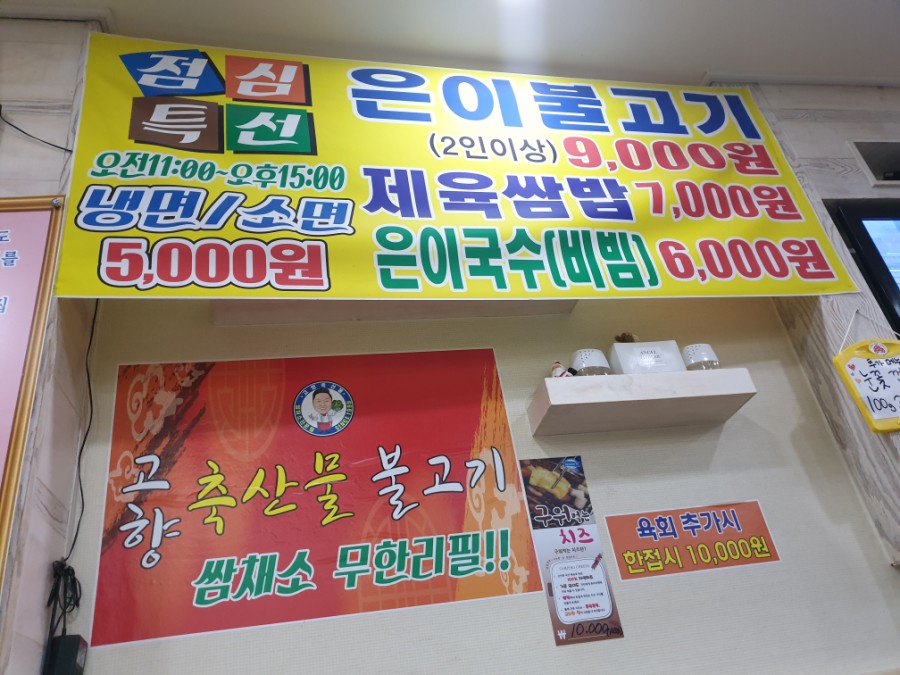 점심
특선
오전11:00~오후15:00
냉면/소면
5,000원
은이불고기
(2인이상) 9,000원
제육쌈밥 7,000원
은이국수(비빔) 6,000원
고향 축산물 불고기
쌈채소 무한리필!!
구워먹는
치즈
₩ 10,000
육회 추가시
한접시 10,000원
도
를
100g